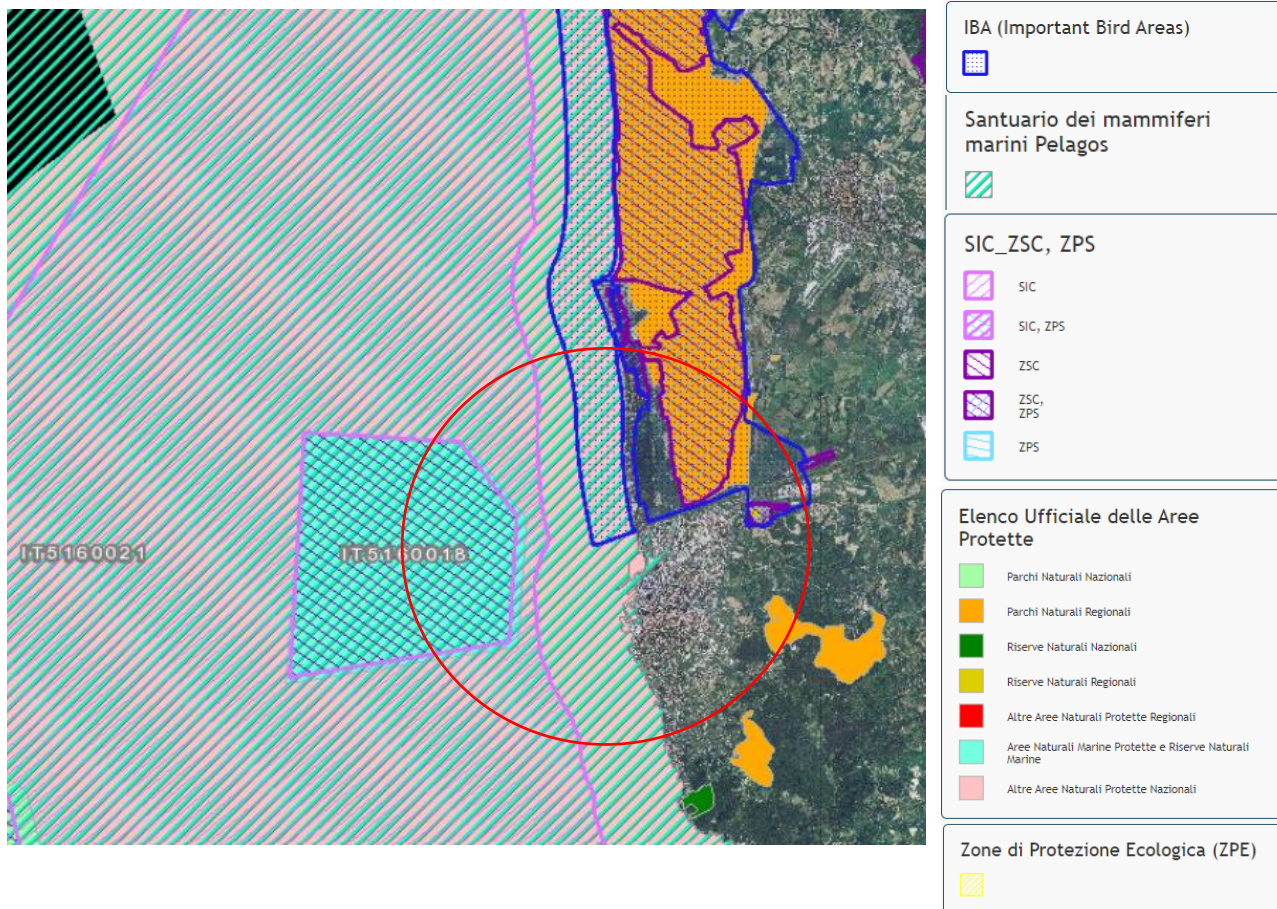 IT5160021
IT5160018
IBA (Important Bird Areas)
Santuario dei mammiferi
marini Pelagos
SIC_ZSC, ZPS
SIC
SIC, ZPS
ZSC
ZSC,
ZPS
ZPS
Elenco Ufficiale delle Aree
Protette
Parchi Naturali Nazionali
Parchi Naturali Regionali
Riserve Naturali Nazionali
Riserve Naturali Regionali
Altre Aree Naturali Protette Regionali
Aree Naturali Marine Protette e Riserve Naturali
Marine
Altre Aree Naturali Protette Nazionali
Zone di Protezione Ecologica (ZPE)